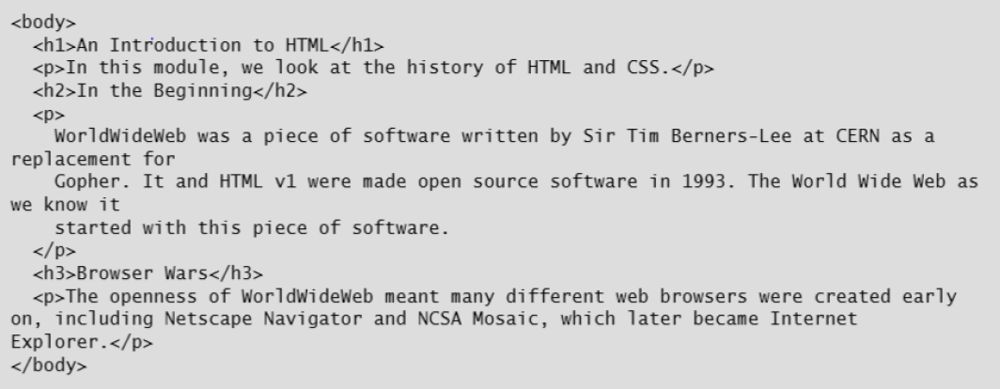 <body>
<h1>An Introduction to HTML</h1>
<p>In this module, we look at the history of HTML and CSS.</p>
<h2>In the Beginning</h2>
<p>
WorldWideWeb was a piece of software written by Sir Tim Berners-Lee at CERN as a
replacement for
Gopher. It and HTML v1 were made open source software in 1993. The World Wide Web as
we know it
started with this piece of software.
</p>
<h3>Browser Wars</h3>
<p>The openness of WorldWideWeb meant many different web browsers were created early
on, including Netscape Navigator and NCSA Mosaic, which later became Internet
Explorer.</p>
</body>